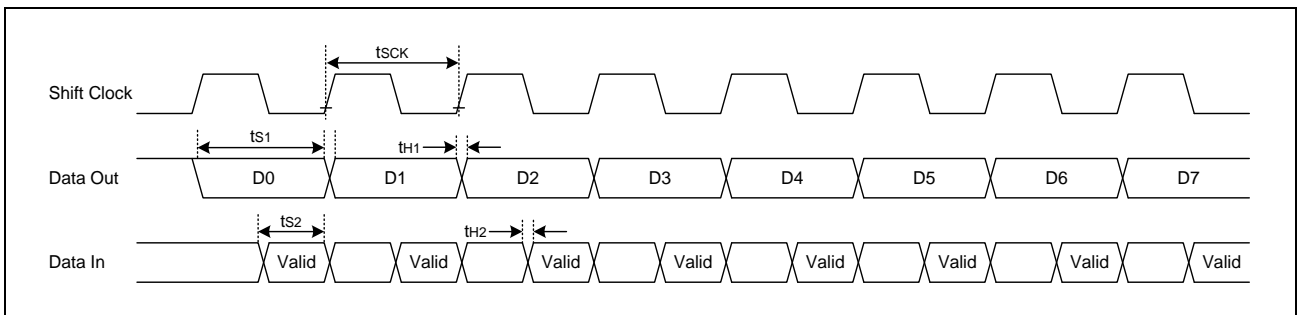 tSCK
Shift Clock
tS1 tH1
Data Out D0 D1 D2 D3 D4 D5 D6 D7
tS2 tH2
Data In Valid Valid Valid Valid Valid Valid Valid Valid